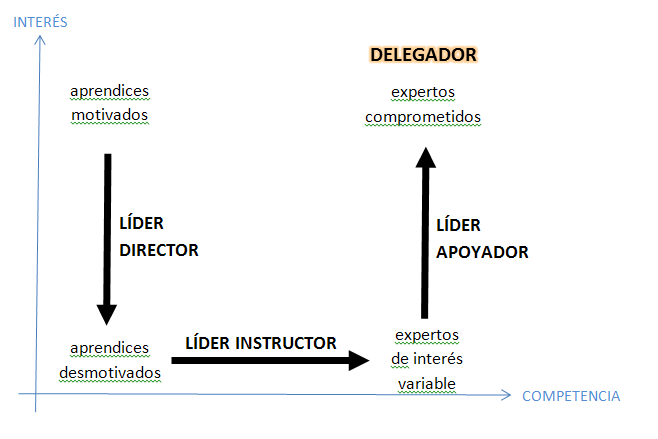 INTERÉS
DELEGADOR
aprendices
motivados
expertos
comprometidos
LÍDER
DIRECTOR
LÍDER
APOYADOR
LÍDER INSTRUCTOR
aprendices
desmotivados
expertos
de interés
variable
COMPETENCIA